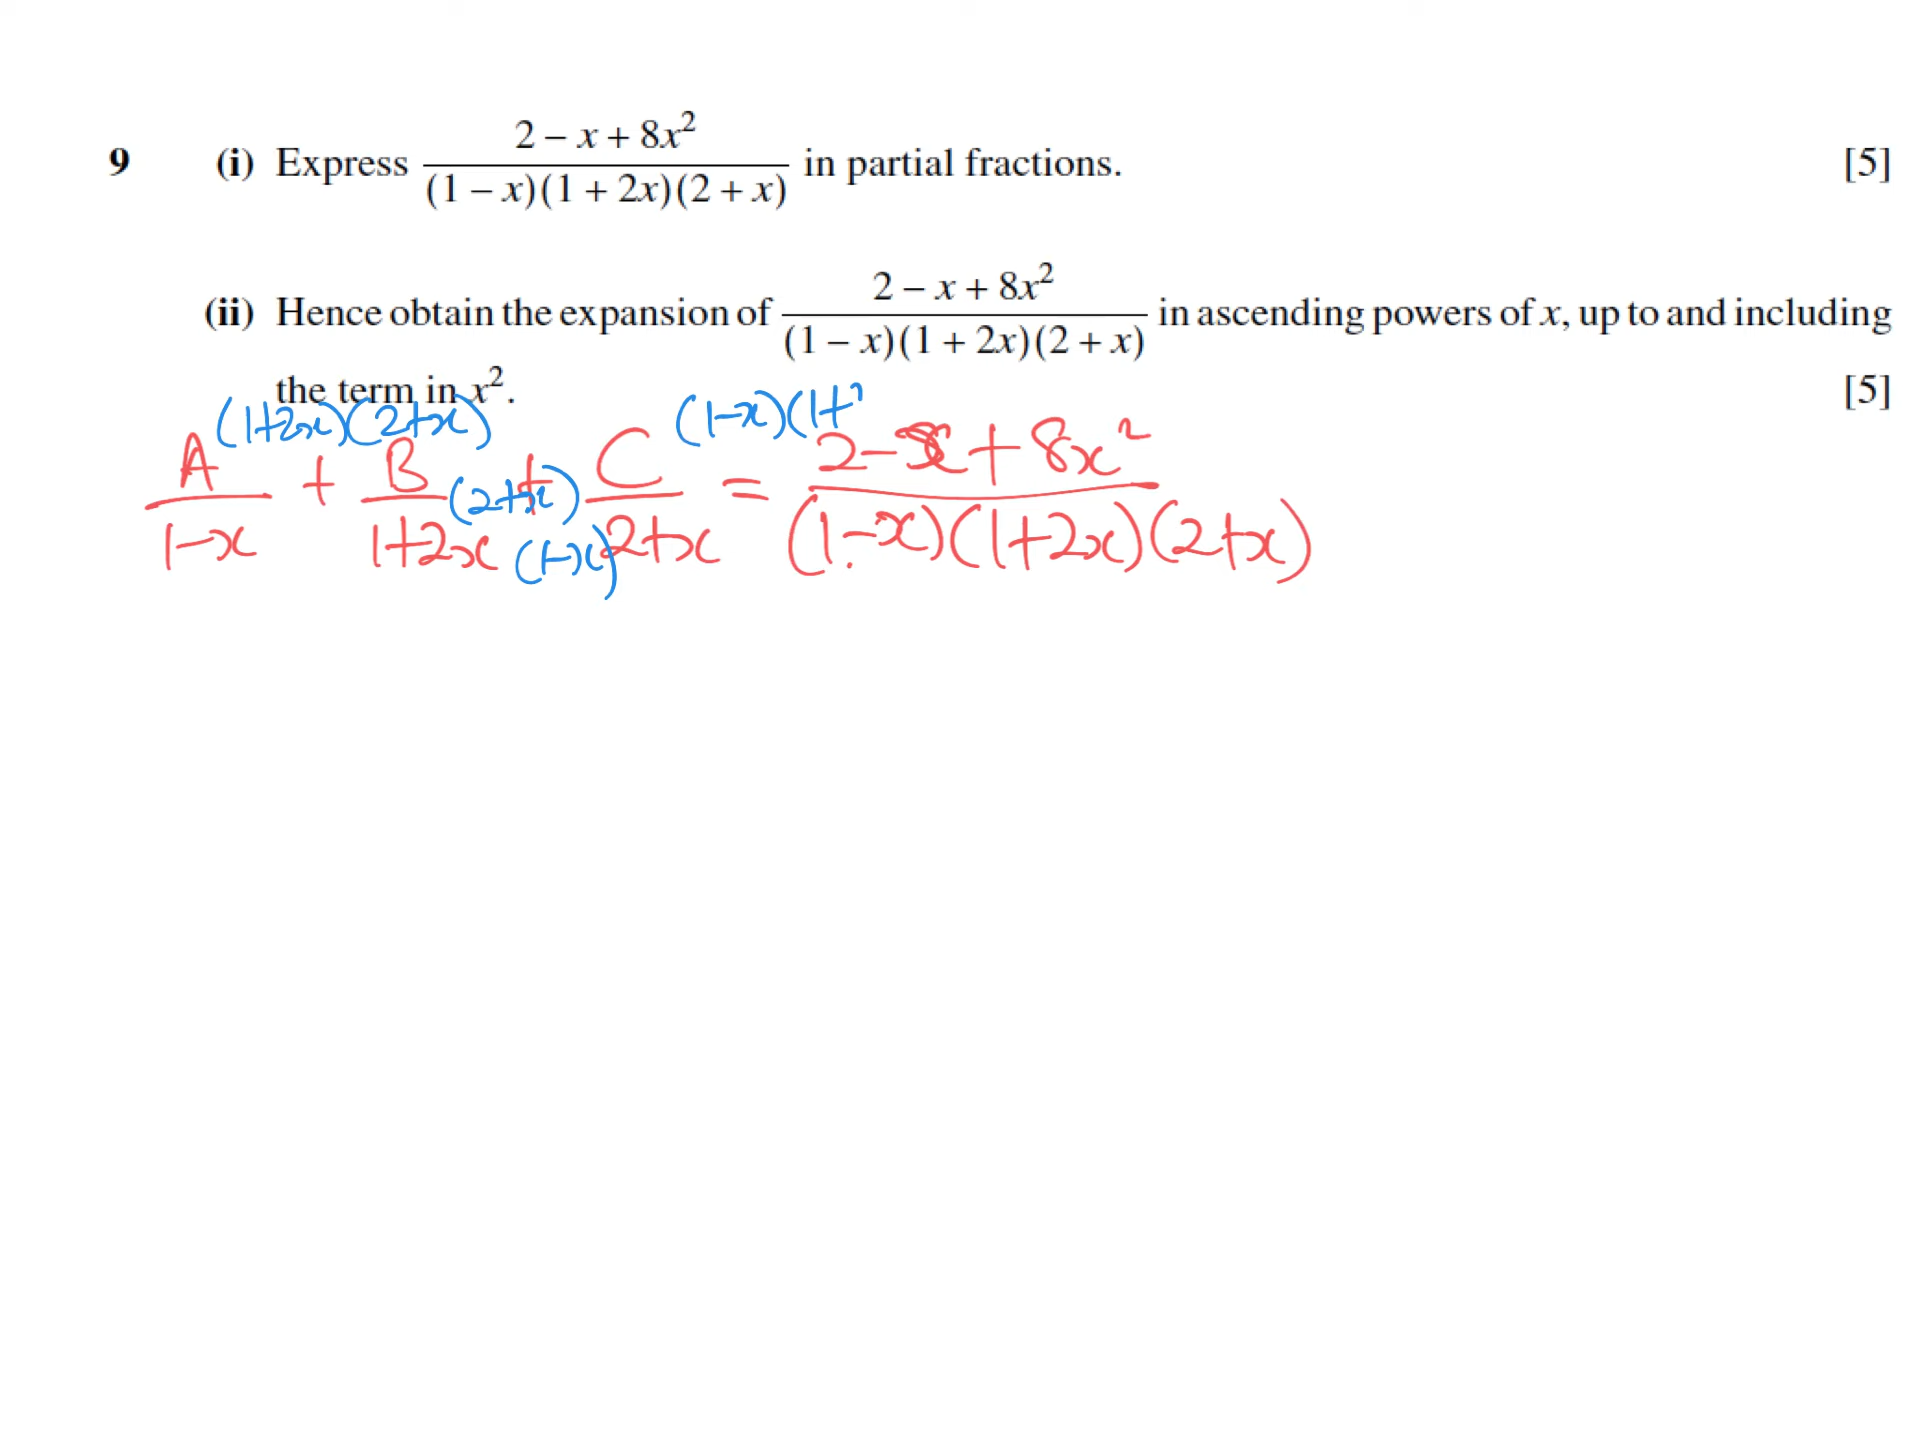 9 (i) Express (2 − x + 8x²)/((1 − x)(1 + 2x)(2 + x)) in partial fractions. [5]
(ii) Hence obtain the expansion of (2 − x + 8x²)/((1 − x)(1 + 2x)(2 + x)) in ascending powers of x, up to and including
the term in x². [5]
(1+2x)(2+x) (1-x)(1+
A/(1-x) + B/(1+2x) + C/(2+x) = (2-x+8x²)/((1-x)(1+2x)(2+x))
(2+x)
(1-x)